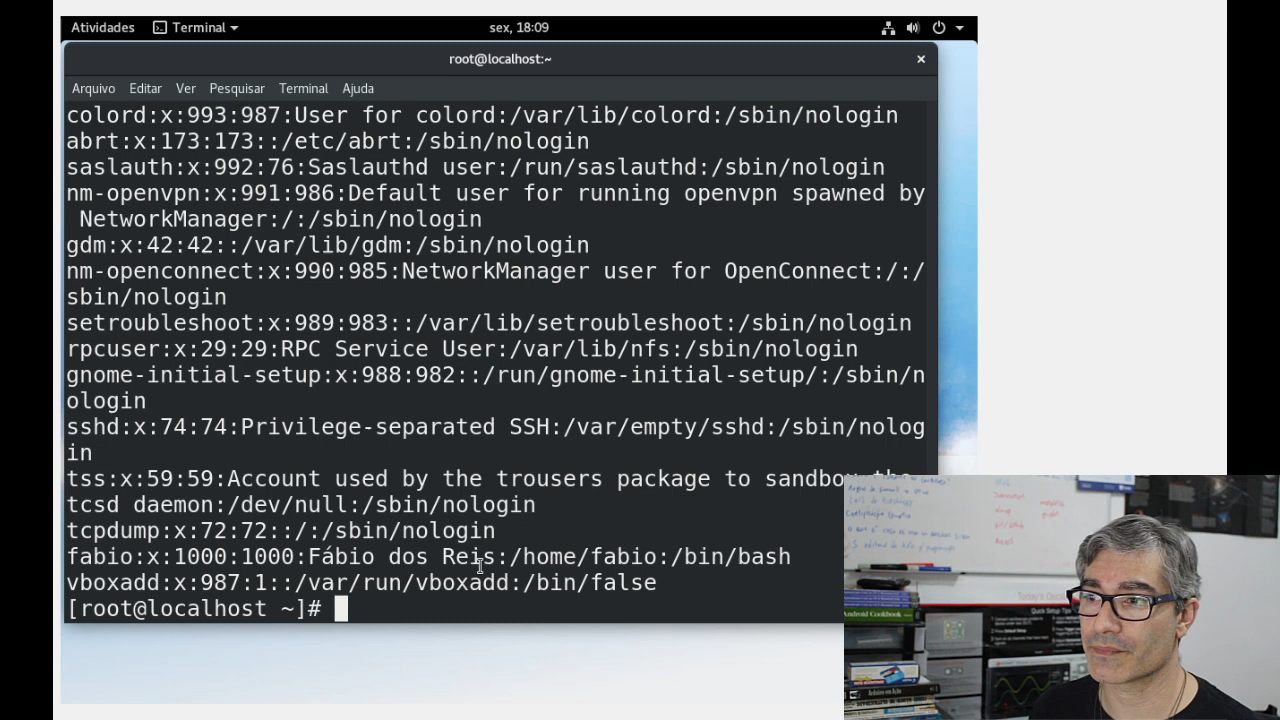 Atividades Terminal sex, 18:09
root@localhost:~
Arquivo Editar Ver Pesquisar Terminal Ajuda
colord:x:993:987:User for colord:/var/lib/colord:/sbin/nologin
abrt:x:173:173::/etc/abrt:/sbin/nologin
saslauth:x:992:76:Saslauthd user:/run/saslauthd:/sbin/nologin
nm-openvpn:x:991:986:Default user for running openvpn spawned by
NetworkManager:/:/sbin/nologin
gdm:x:42:42::/var/lib/gdm:/sbin/nologin
nm-openconnect:x:990:985:NetworkManager user for OpenConnect:/:/
sbin/nologin
setroubleshoot:x:989:983::/var/lib/setroubleshoot:/sbin/nologin
rpcuser:x:29:29:RPC Service User:/var/lib/nfs:/sbin/nologin
gnome-initial-setup:x:988:982::/run/gnome-initial-setup/:/sbin/n
ologin
sshd:x:74:74:Privilege-separated SSH:/var/empty/sshd:/sbin/nolog
in
tss:x:59:59:Account used by the trousers package to sandbox the
tcsd daemon:/dev/null:/sbin/nologin
tcpdump:x:72:72::/:/sbin/nologin
fabio:x:1000:1000:Fábio dos Reis:/home/fabio:/bin/bash
vboxadd:x:987:1::/var/run/vboxadd:/bin/false
[root@localhost ~]#
Today's
Quick Setup Tips
Android Cookbook